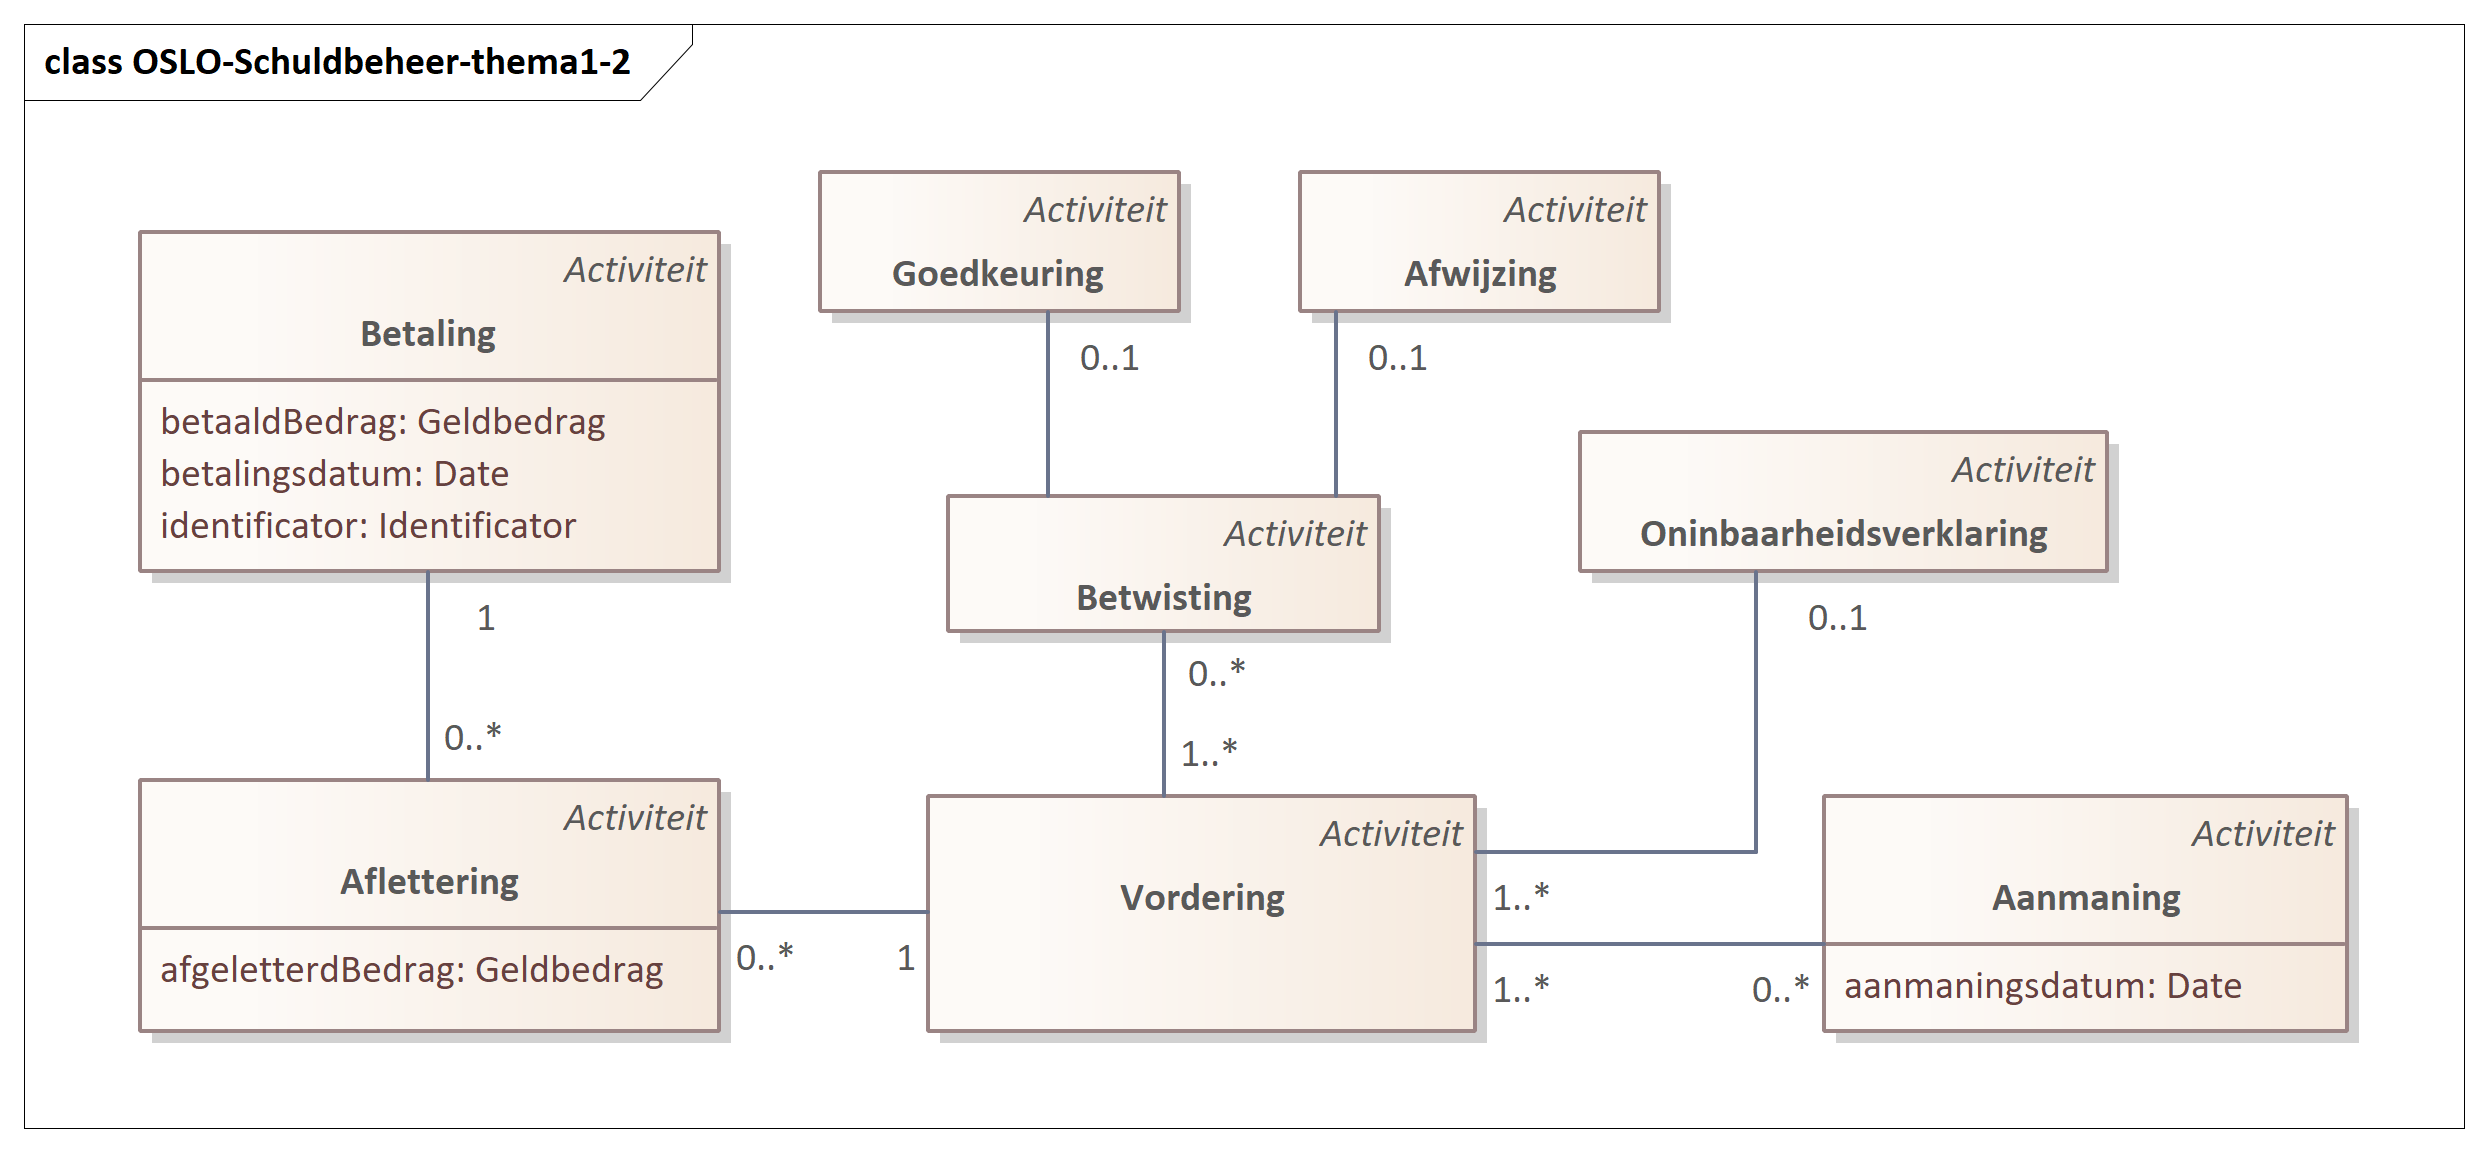 class OSLO-Schuldbeheer-thema1-2
Activiteit
Goedkeuring
0..1
Activiteit
Afwijzing
0..1
Activiteit
Betaling
betaaldBedrag: Geldbedrag
betalingsdatum: Date
identificator: Identificator
1
0..*
Activiteit
Betwisting
0..*
1..*
Activiteit
Oninbaarheidsverklaring
0..1
Activiteit
Aflettering
afgeletterdBedrag: Geldbedrag
0..*
1
Activiteit
Vordering
1..*
1..*
0..*
Activiteit
Aanmaning
aanmaningsdatum: Date